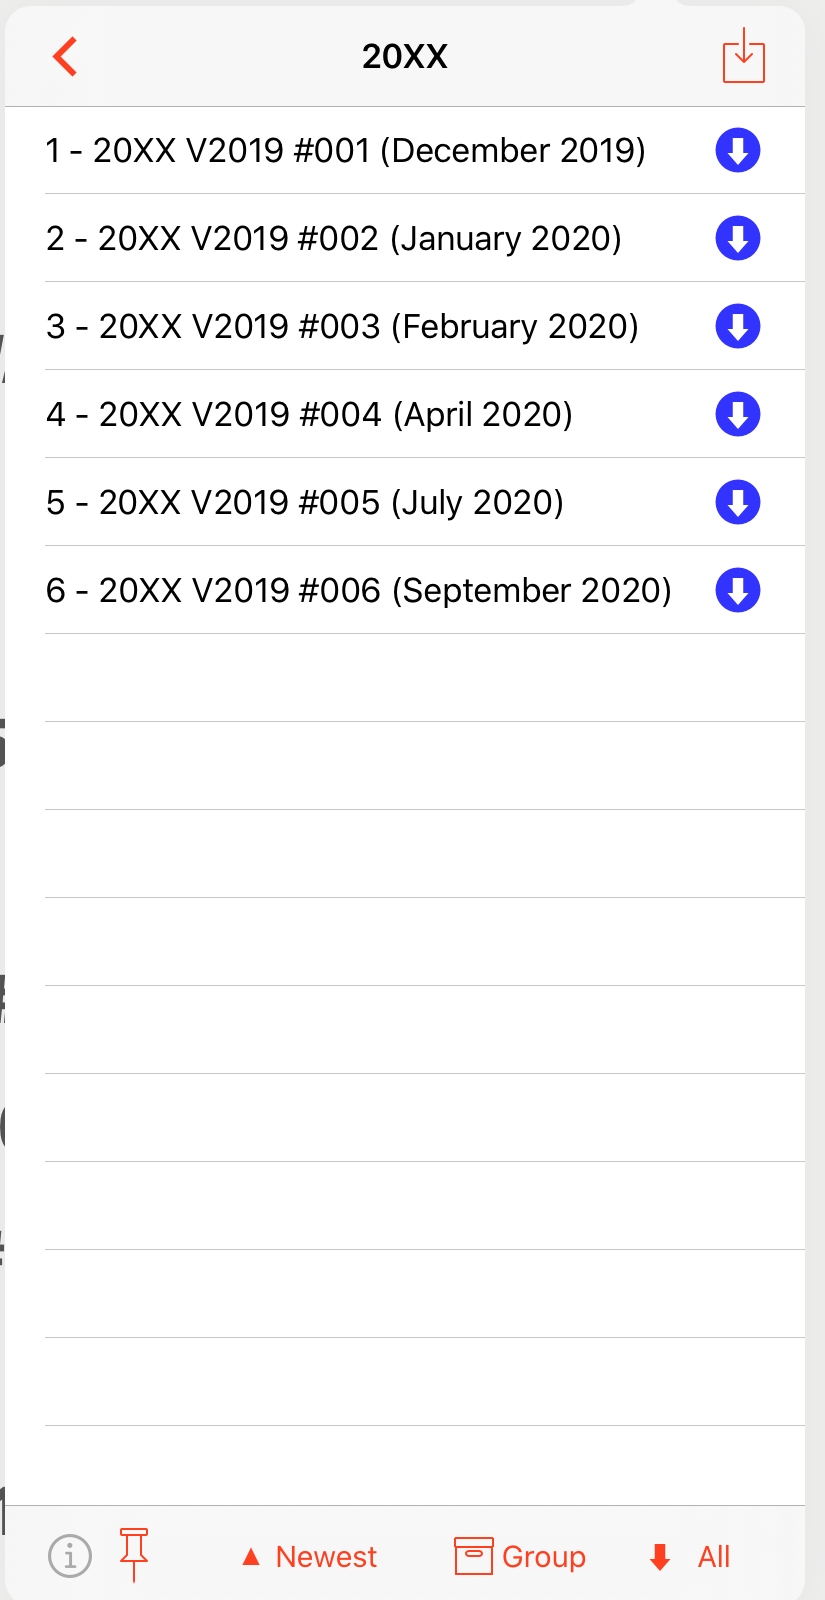 20XX
1 - 20XX V2019 #001 (December 2019)
2 - 20XX V2019 #002 (January 2020)
3 - 20XX V2019 #003 (February 2020)
4 - 20XX V2019 #004 (April 2020)
5 - 20XX V2019 #005 (July 2020)
6 - 20XX V2019 #006 (September 2020)
▲ Newest Group All